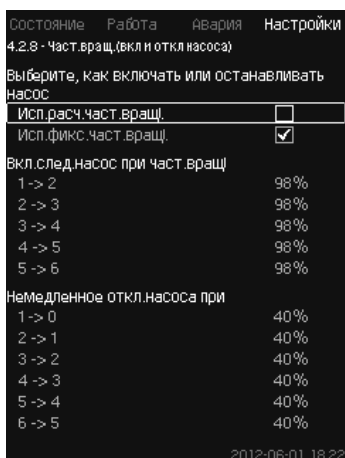 Состояние Работа Авария Настройки
4.2.8 - Част.вращ.(вкл и откл насоса)
Выберите, как включать или останавливать
насос
Исп.расч.част.вращ.
Исп.фикс.част.вращ.
Вкл.след.насос при част.вращ
1 -> 2 98%
2 -> 3 98%
3 -> 4 98%
4 -> 5 98%
5 -> 6 98%
Немедленное откл.насоса при
1 -> 0 40%
2 -> 1 40%
3 -> 2 40%
4 -> 3 40%
5 -> 4 40%
6 -> 5 40%
2012-06-01 18:22